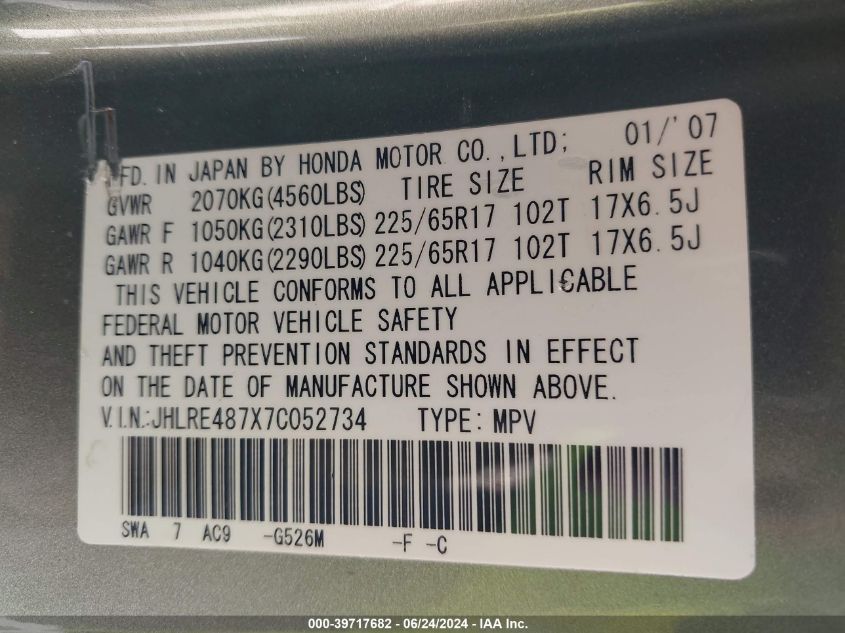 MFD. IN JAPAN BY HONDA MOTOR CO., LTD; 01/'07
GVWR 2070KG(4560LBS) TIRE SIZE RIM SIZE
GAWR F 1050KG(2310LBS) 225/65R17 102T 17X6.5J
GAWR R 1040KG(2290LBS) 225/65R17 102T 17X6.5J
THIS VEHICLE CONFORMS TO ALL APPLICABLE
FEDERAL MOTOR VEHICLE SAFETY
AND THEFT PREVENTION STANDARDS IN EFFECT
ON THE DATE OF MANUFACTURE SHOWN ABOVE.
V.I.N.:JHLRE487X7C052734 TYPE: MPV
SWA 7 AC9 -G526M -F -C
000-39717682 - 06/24/2024 - IAA Inc.